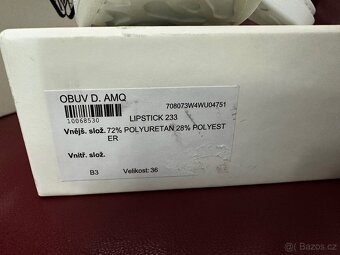 OBUV D. AMQ
708073W4WU04751
10068530
LIPSTICK 233
Vnějš. slož. 72% POLYURETAN 28% POLYEST
ER
Vnitř. slož.
B3 Velikost: 36
Bazos.cz